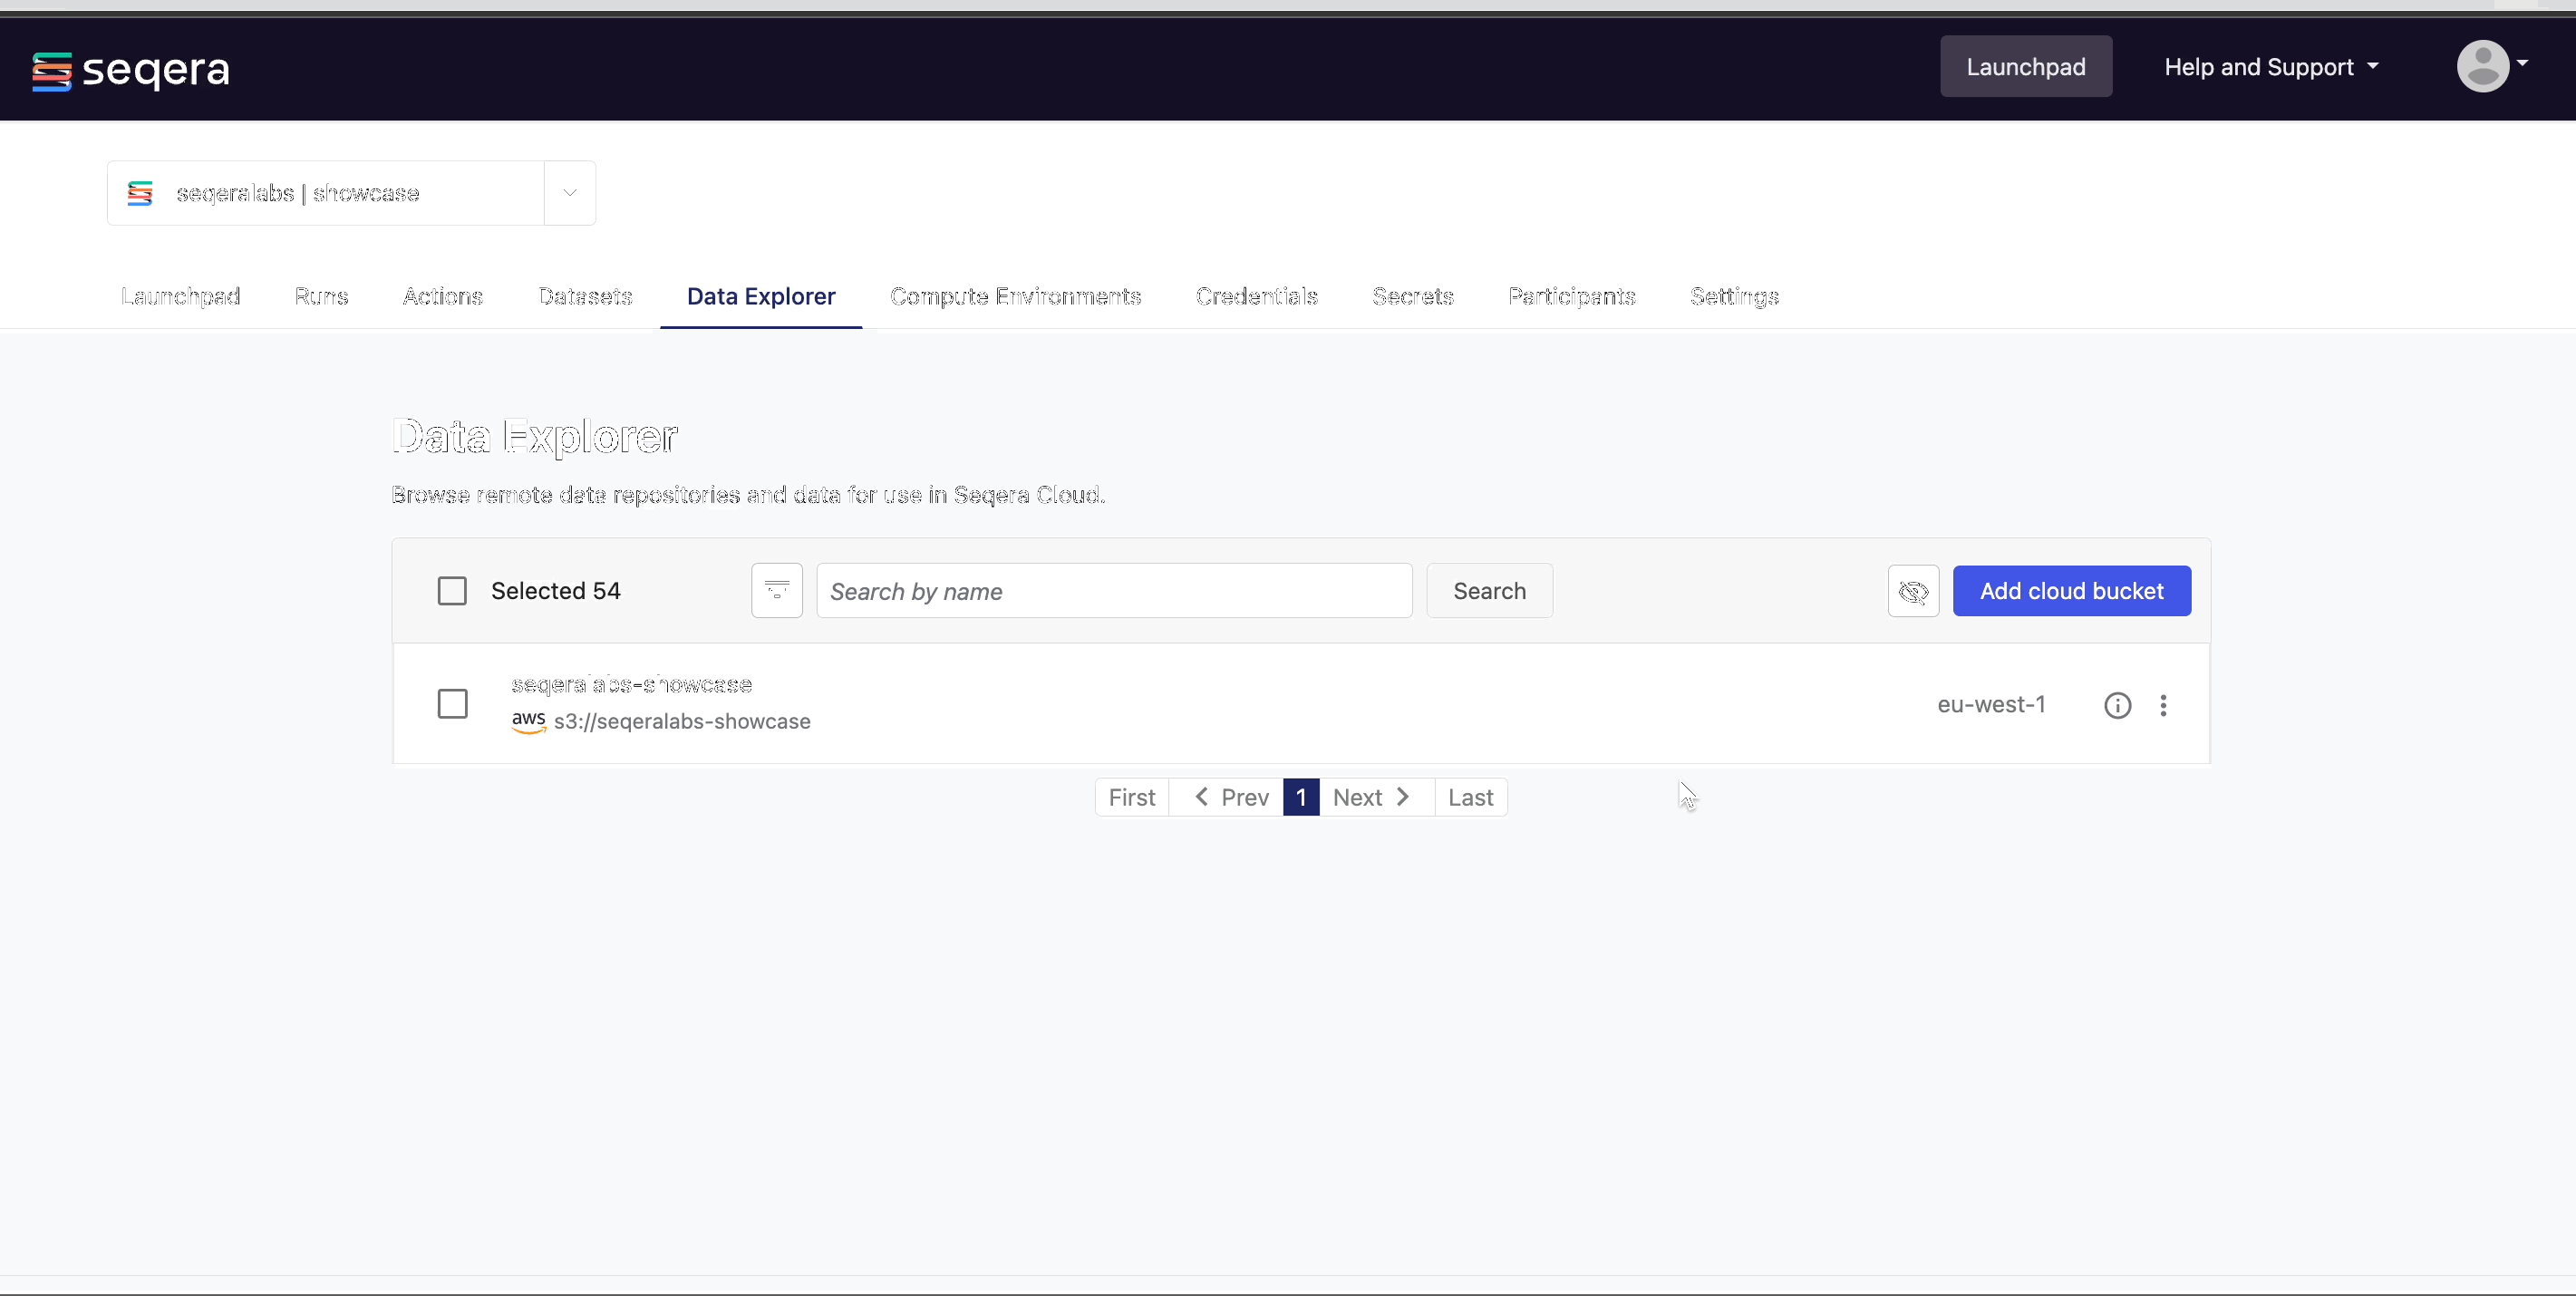 seqera
Launchpad
Help and Support
seqeralabs | showcase
Launchpad
Runs
Actions
Datasets
Data Explorer
Compute Environments
Credentials
Secrets
Participants
Settings
Data Explorer
Browse remote data repositories and data for use in Seqera Cloud.
Selected 54
Search by name
Search
Add cloud bucket
seqeralabs-showcase
aws s3://seqeralabs-showcase
eu-west-1
First
Prev
1
Next
Last